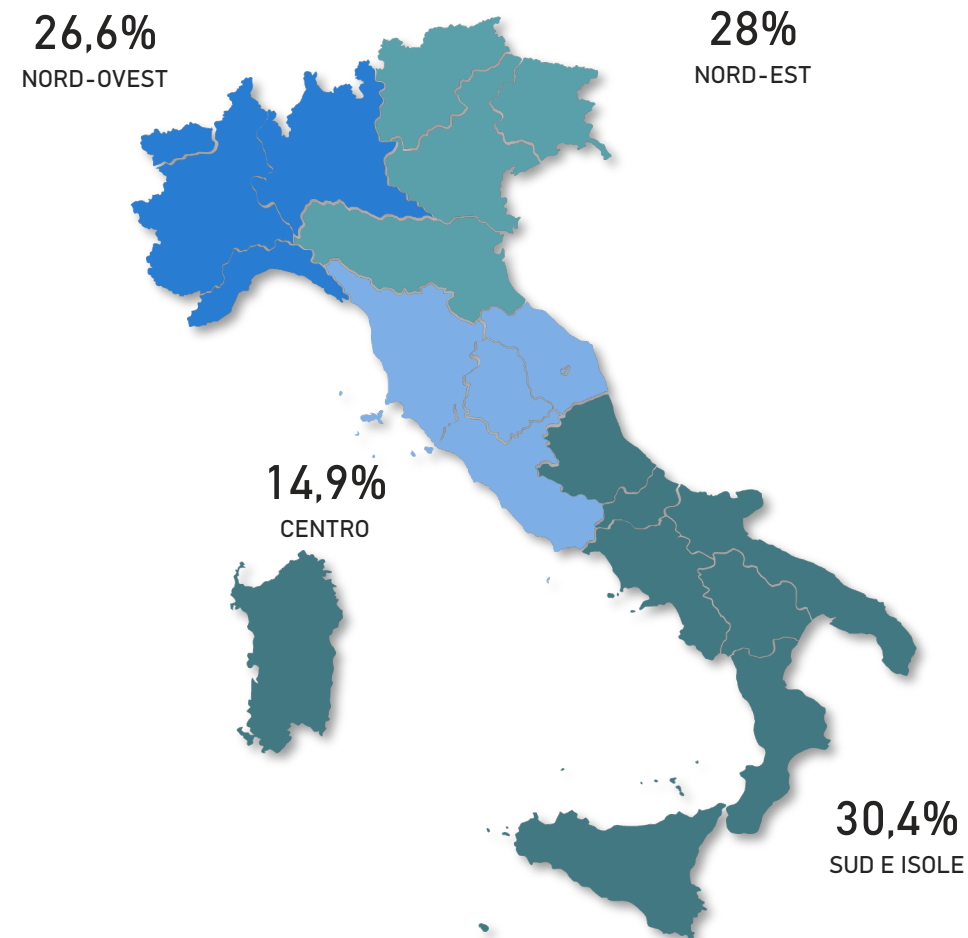 26,6%
NORD-OVEST
28%
NORD-EST
14,9%
CENTRO
30,4%
SUD E ISOLE